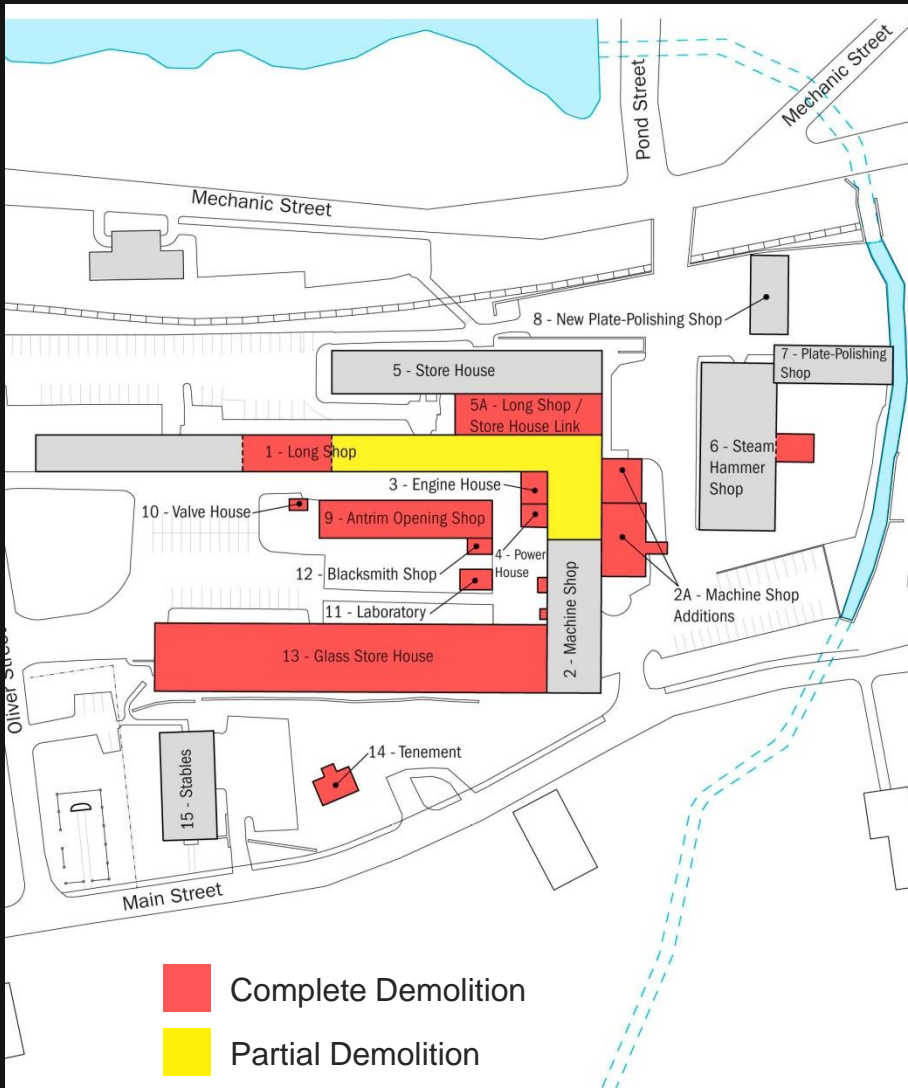 Mechanic Street
Pond Street
Mechanic Street
8 - New Plate-Polishing Shop
7 - Plate-Polishing
Shop
5 - Store House
5A - Long Shop /
Store House Link
1 - Long Shop
6 - Steam
Hammer
Shop
3 - Engine House
10 - Valve House
9 - Antrim Opening Shop
4 - Power
House
12 - Blacksmith Shop
11 - Laboratory
2A - Machine Shop
Additions
2 - Machine Shop
13 - Glass Store House
Oliver Street
14 - Tenement
15 - Stables
Main Street
Complete Demolition
Partial Demolition